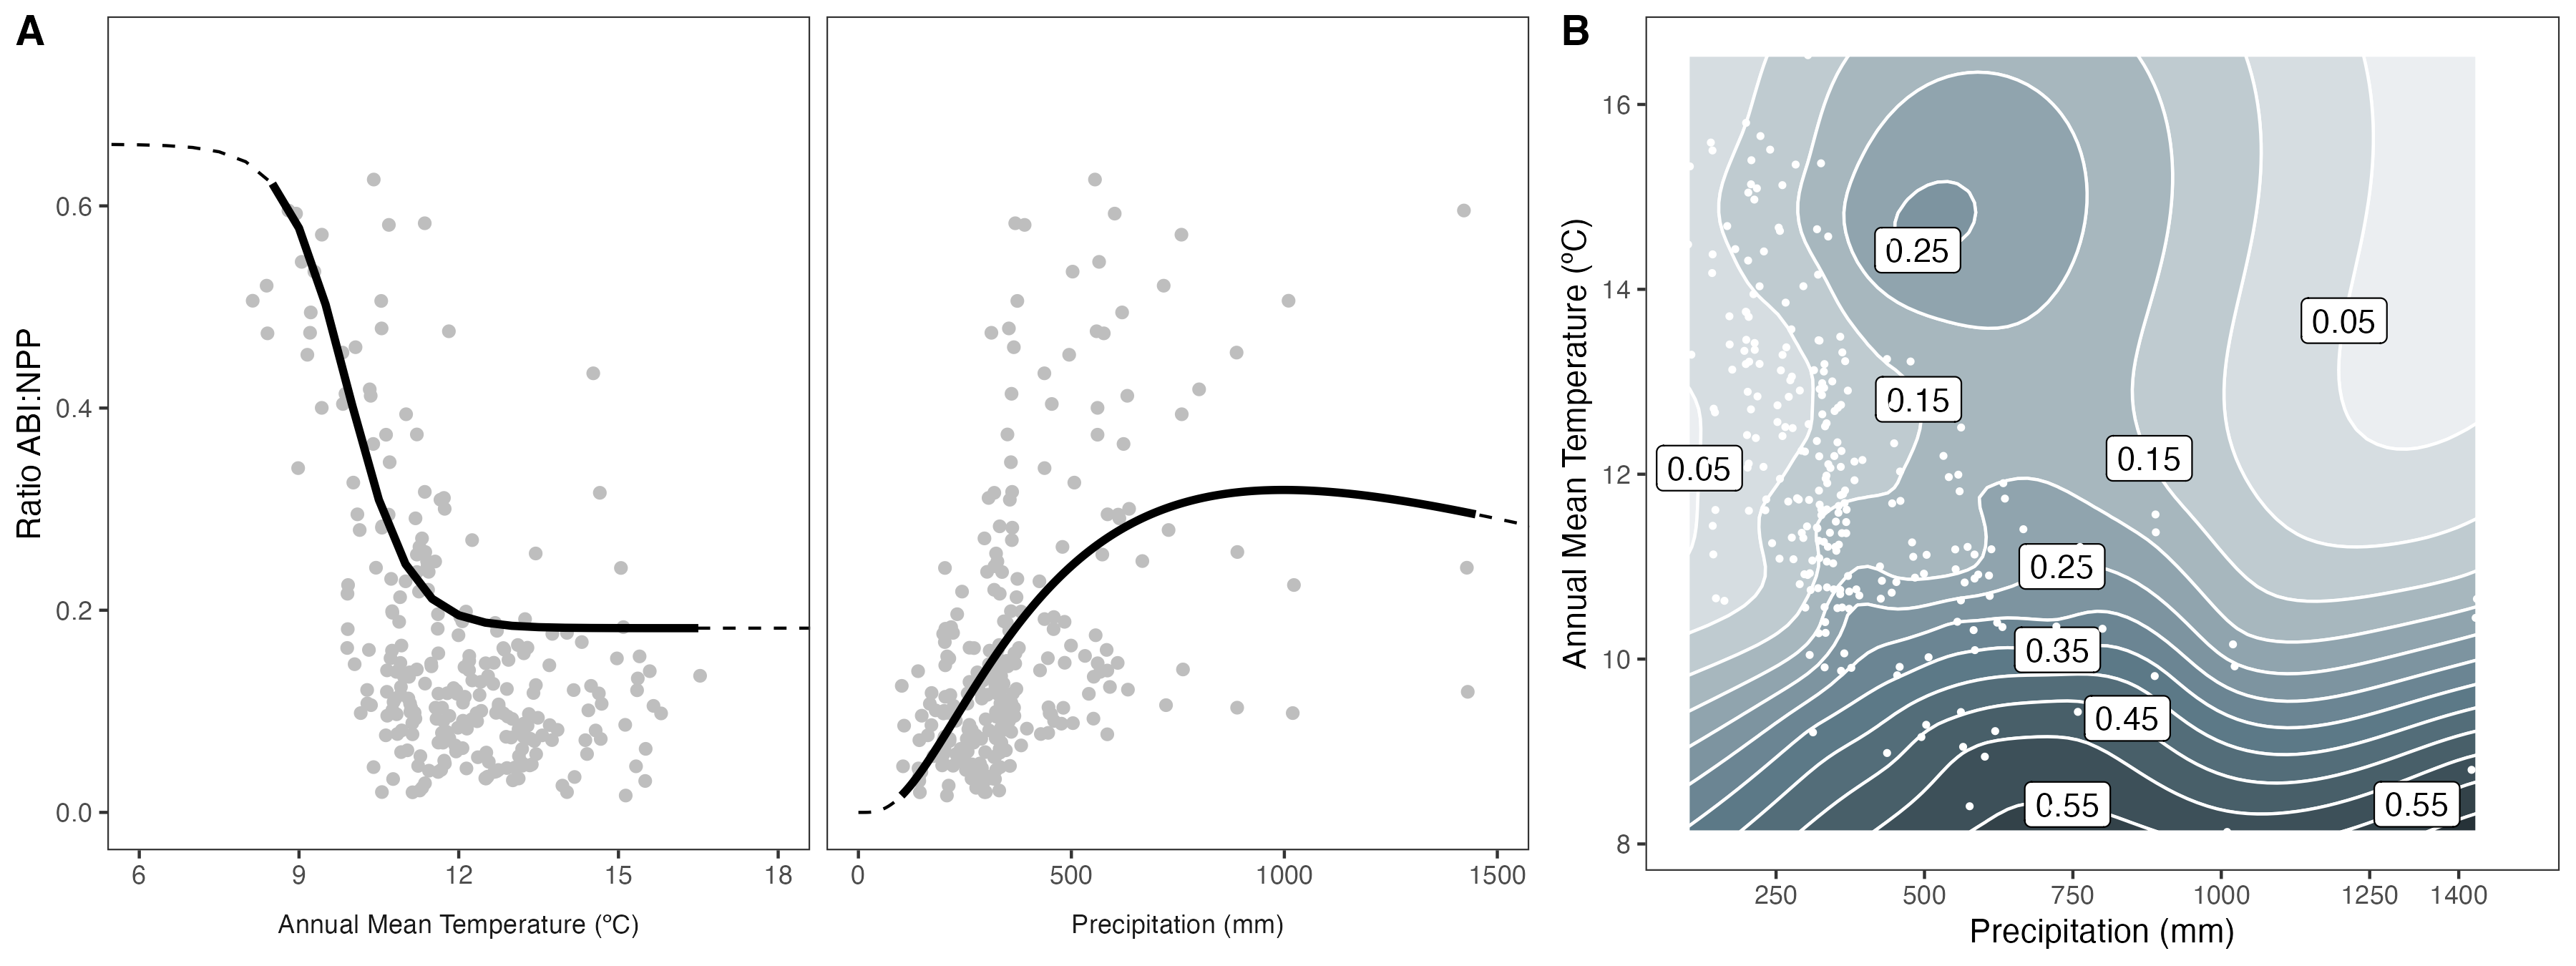 A
Ratio ABI:NPP
0.6
0.4
0.2
0.0
6 9 12 15 18
Annual Mean Temperature (ºC)
0 500 1000 1500
Precipitation (mm)
B
Annual Mean Temperature (ºC)
16
14
12
10
8
0.25
0.05
0.15
0.15
0.05
0.25
0.35
0.45
0.55
0.55
250 500 750 1000 1250 1400
Precipitation (mm)